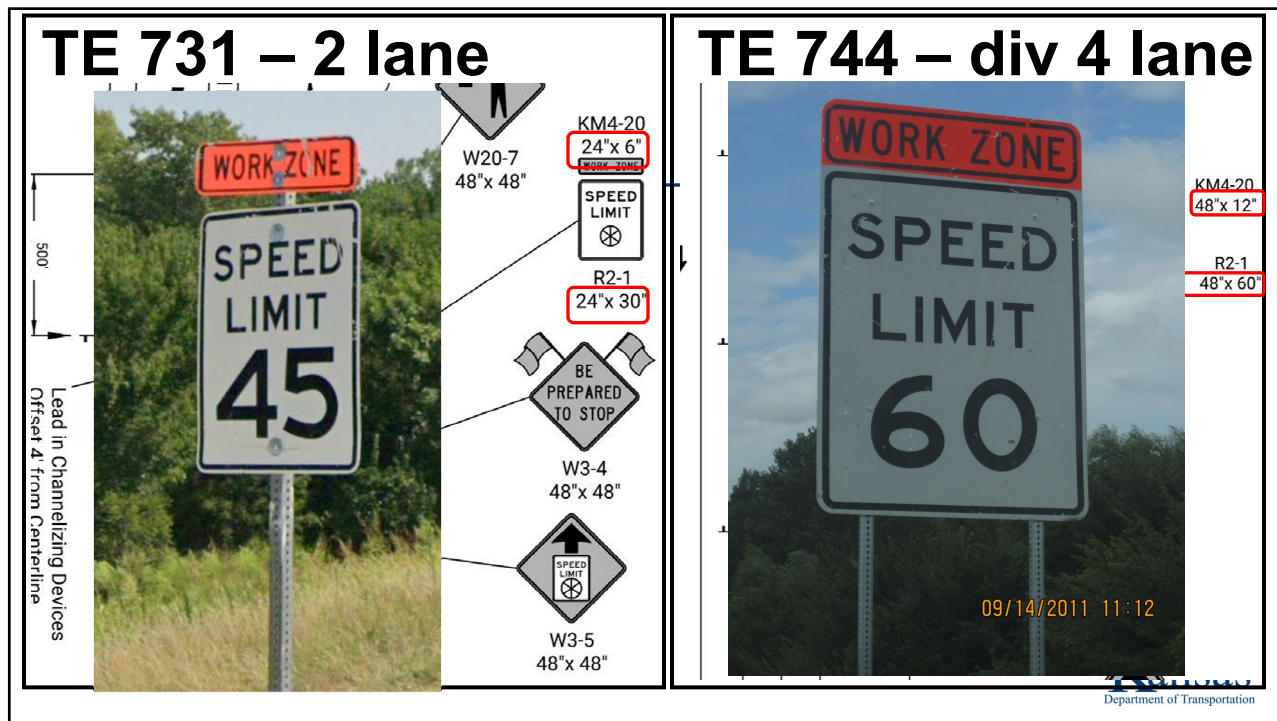 TE 731 – 2 lane
W20-7
48"x 48"
KM4-20
24"x 6"
WORK ZONE
SPEED
LIMIT
R2-1
24"x 30"
BE
PREPARED
TO STOP
W3-4
48"x 48"
SPEED
LIMIT
W3-5
48"x 48"
500'
Lead in Channelizing Devices
Offset 4' from Centerline
WORK ZONE
SPEED
LIMIT
45
TE 744 – div 4 lane
WORK ZONE
SPEED
LIMIT
60
09/14/2011 11:12
KM4-20
48"x 12"
R2-1
48"x 60"
Kansas
Department of Transportation